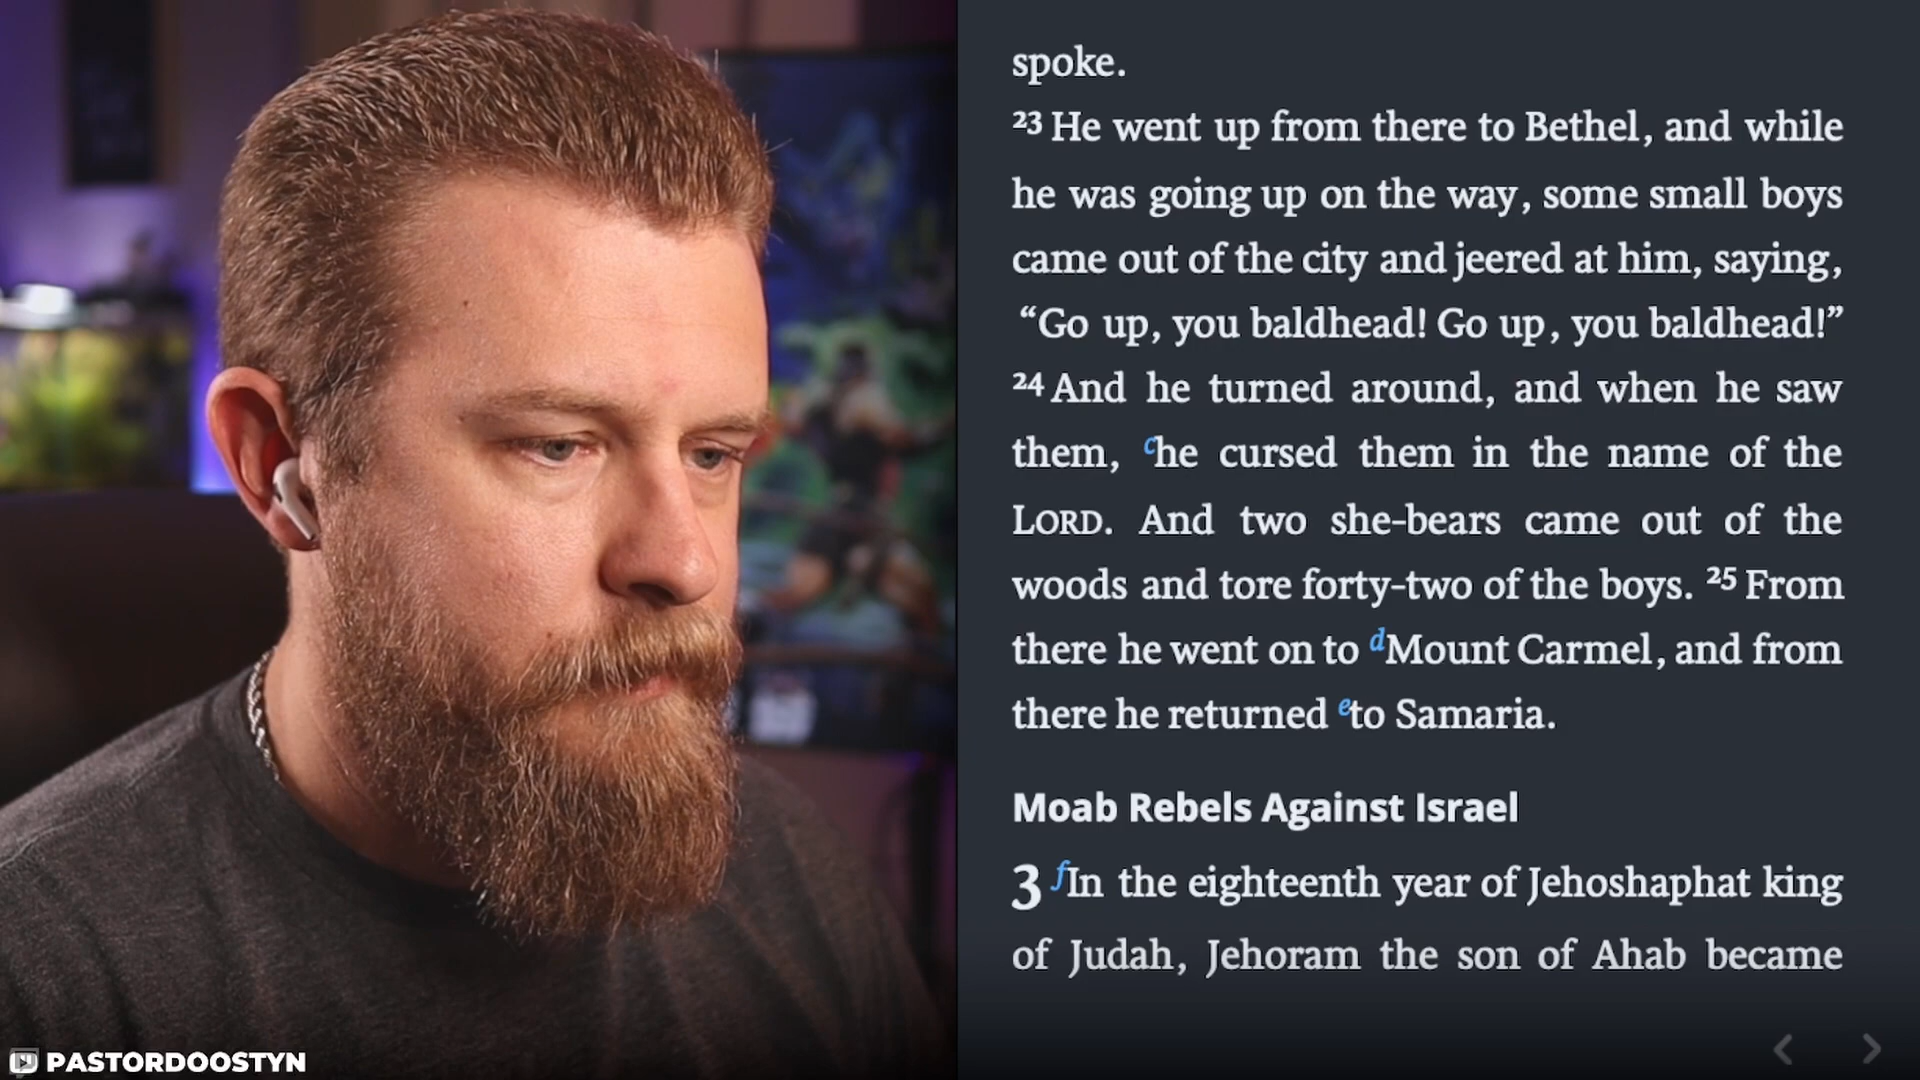 spoke.
²³ He went up from there to Bethel, and while
he was going up on the way, some small boys
came out of the city and jeered at him, saying,
“Go up, you baldhead! Go up, you baldhead!”
²⁴ And he turned around, and when he saw
them, ᶜhe cursed them in the name of the
LORD. And two she-bears came out of the
woods and tore forty-two of the boys. ²⁵ From
there he went on to ᵈMount Carmel, and from
there he returned ᵉto Samaria.
Moab Rebels Against Israel
3 ᶠIn the eighteenth year of Jehoshaphat king
of Judah, Jehoram the son of Ahab became
PASTORDOOSTYN